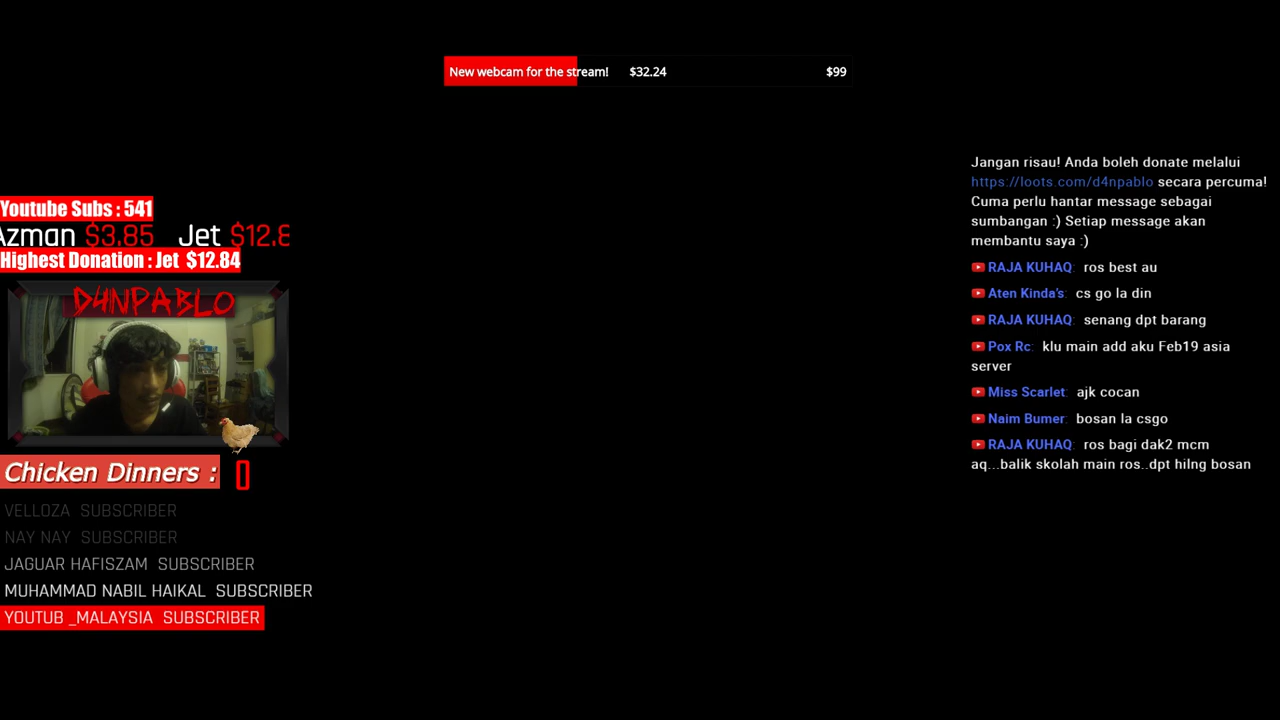 New webcam for the stream! $32.24 $99
Youtube Subs : 541
Azman $3.85 Jet $12.8
Highest Donation : Jet $12.84
D4NPABLO
Chicken Dinners : 0
VELLOZA SUBSCRIBER
NAY NAY SUBSCRIBER
JAGUAR HAFISZAM SUBSCRIBER
MUHAMMAD NABIL HAIKAL SUBSCRIBER
YOUTUB _MALAYSIA SUBSCRIBER
Jangan risau! Anda boleh donate melalui
https://loots.com/d4npablo secara percuma!
Cuma perlu hantar message sebagai
sumbangan :) Setiap message akan
membantu saya :)
RAJA KUHAQ: ros best au
Aten Kinda's: cs go la din
RAJA KUHAQ: senang dpt barang
Pox Rc: klu main add aku Feb19 asia
server
Miss Scarlet: ajk cocan
Naim Bumer: bosan la csgo
RAJA KUHAQ: ros bagi dak2 mcm
aq...balik skolah main ros..dpt hilng bosan